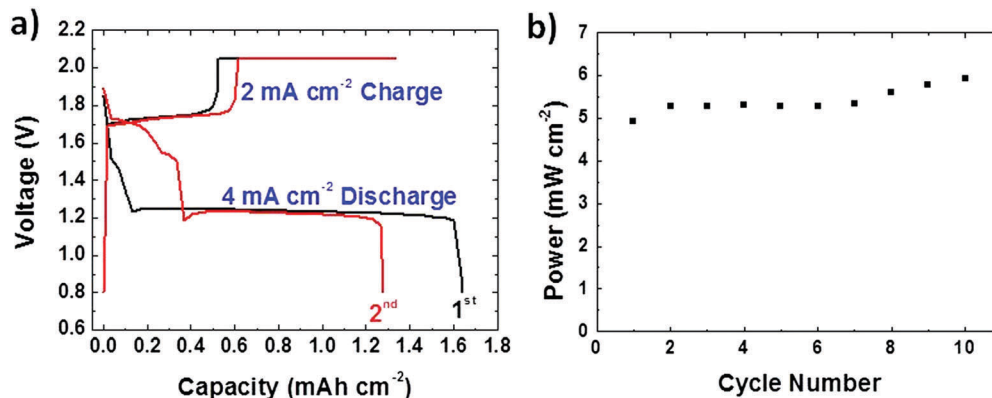 a)
2.2
2.0
1.8
1.6
1.4
1.2
1.0
0.8
0.6
Voltage (V)
2 mA cm⁻² Charge
4 mA cm⁻² Discharge
2ⁿᵈ
1ˢᵗ
0.0 0.2 0.4 0.6 0.8 1.0 1.2 1.4 1.6 1.8
Capacity (mAh cm⁻²)
b)
7
6
5
4
3
2
1
0
Power (mW cm⁻²)
0 2 4 6 8 10
Cycle Number